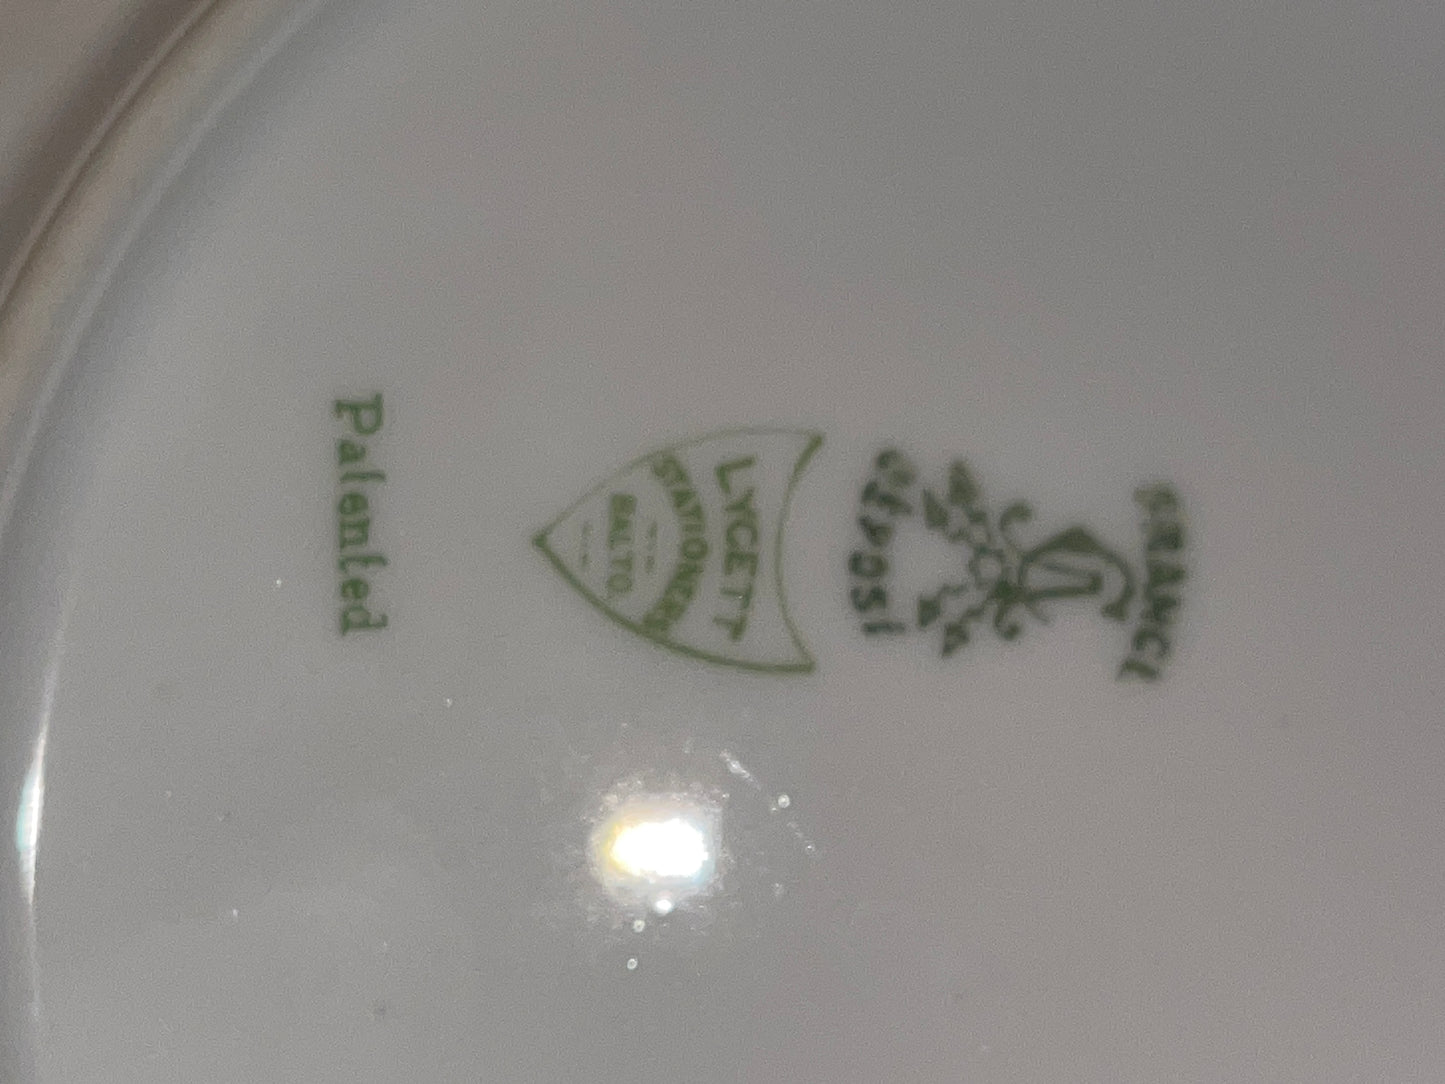 FRANCE
LYCETT
STATIONERS
BALTO.
Patented